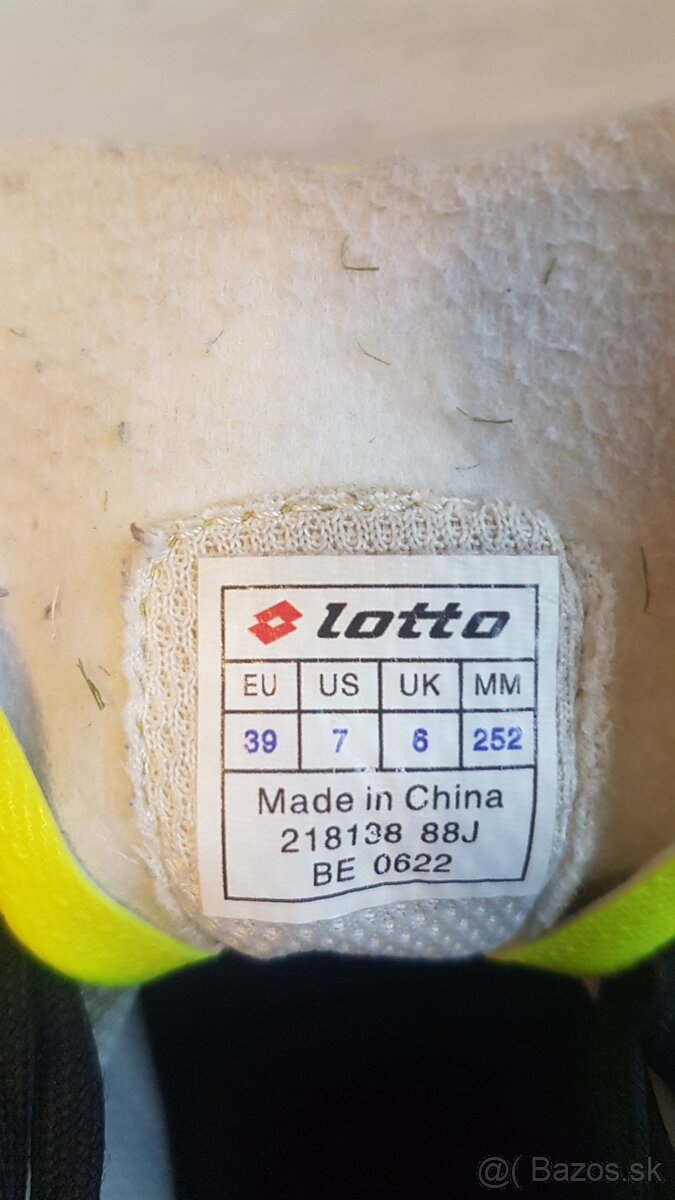 lotto
EU US UK MM
39 7 6 252
Made in China
218138 88J
BE 0622
@( Bazos.sk